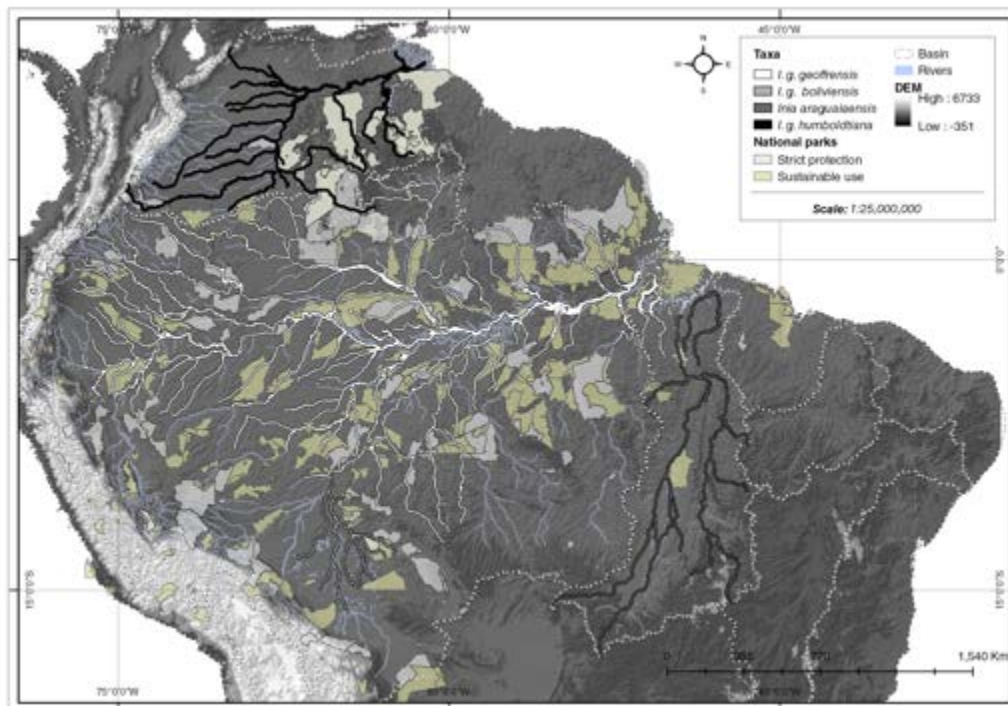 75°0'0"W
45°0'0"W
N
E
S
Taxa
I. g. geoffrensis
I. g. boliviensis
Inia araguaiaensis
I. g. humboldtiana
National parks
Strict protection
Sustainable use
Basin
Rivers
DEM
High : 6733
Low : -351
Scale: 1:25,000,000
0°0'0"
15°0'0"S
15°0'0"S
0
770
1,540 Km
75°0'0"W